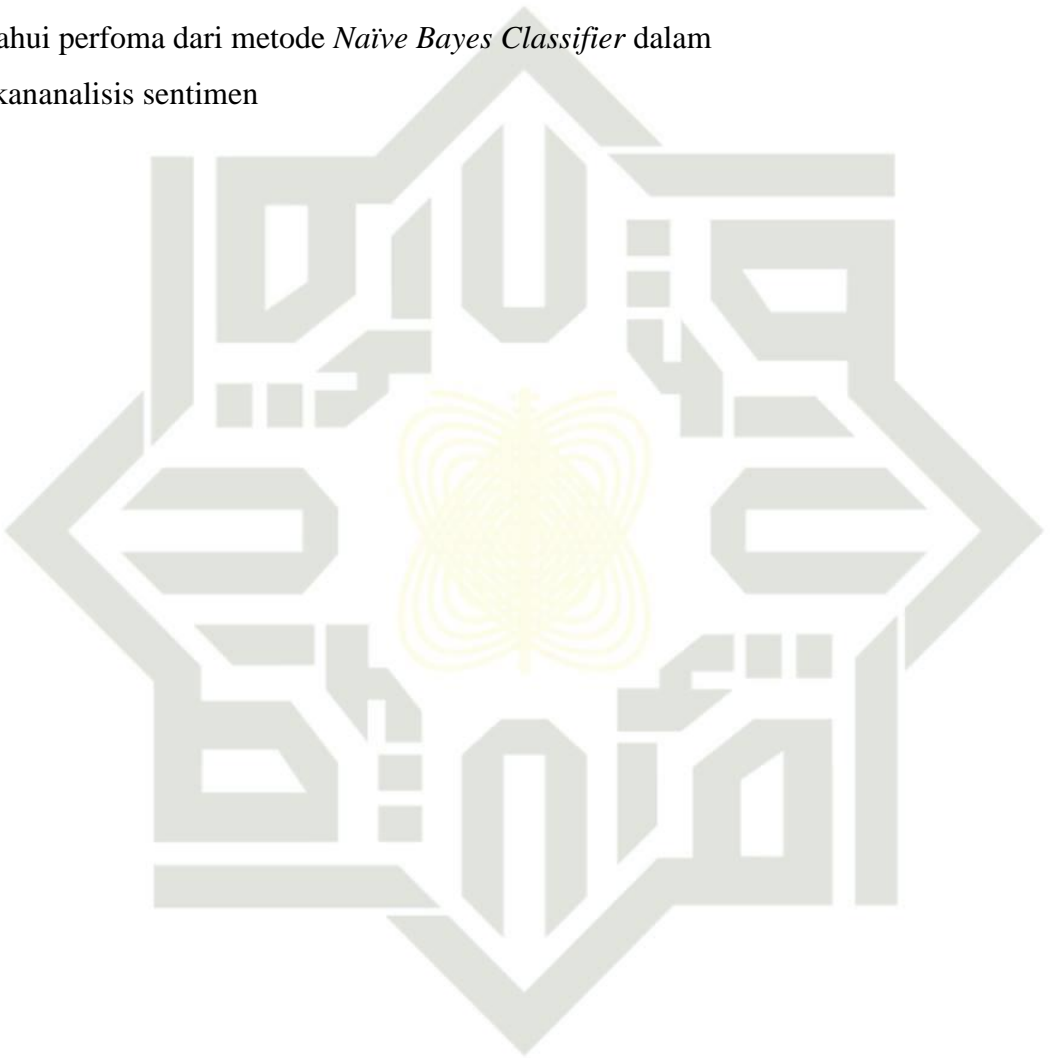 ahui perfoma dari metode Naïve Bayes Classifier dalam
kananalisis sentimen